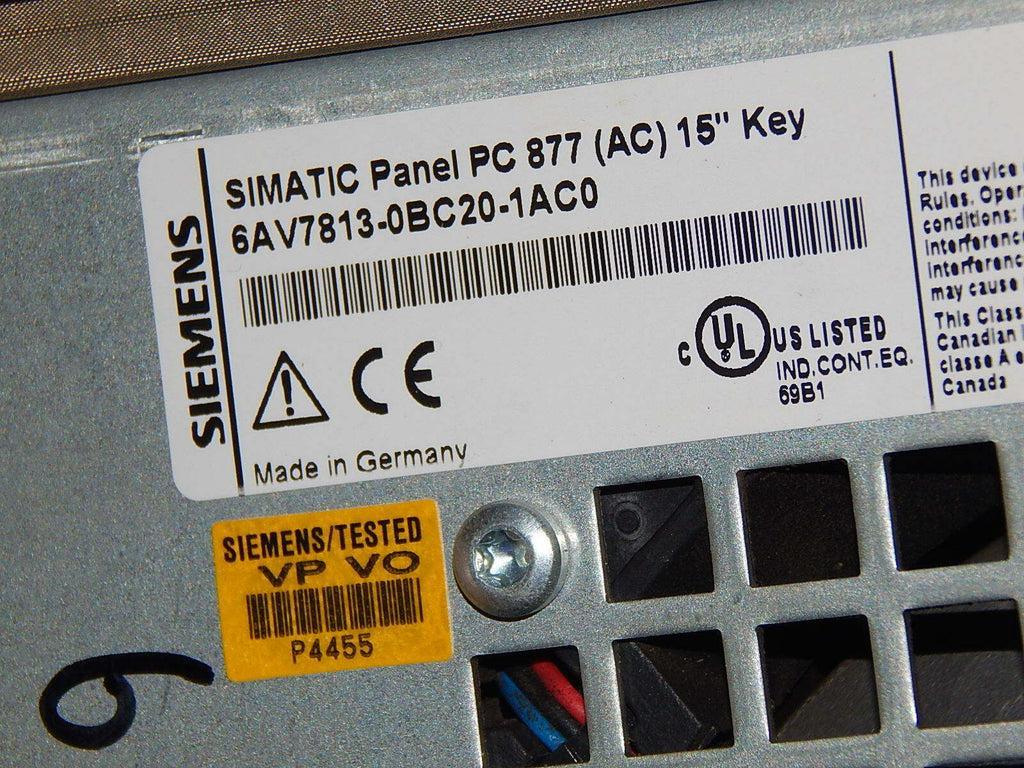 SIEMENS
SIMATIC Panel PC 877 (AC) 15" Key
6AV7813-0BC20-1AC0
CE
c UL US LISTED
IND.CONT.EQ.
69B1
Made in Germany
This device
Rules. Oper
conditions:
interference
interferenc
may cause
This Class
Canadian
classe A e
Canada
SIEMENS/TESTED
VP VO
P4455
6